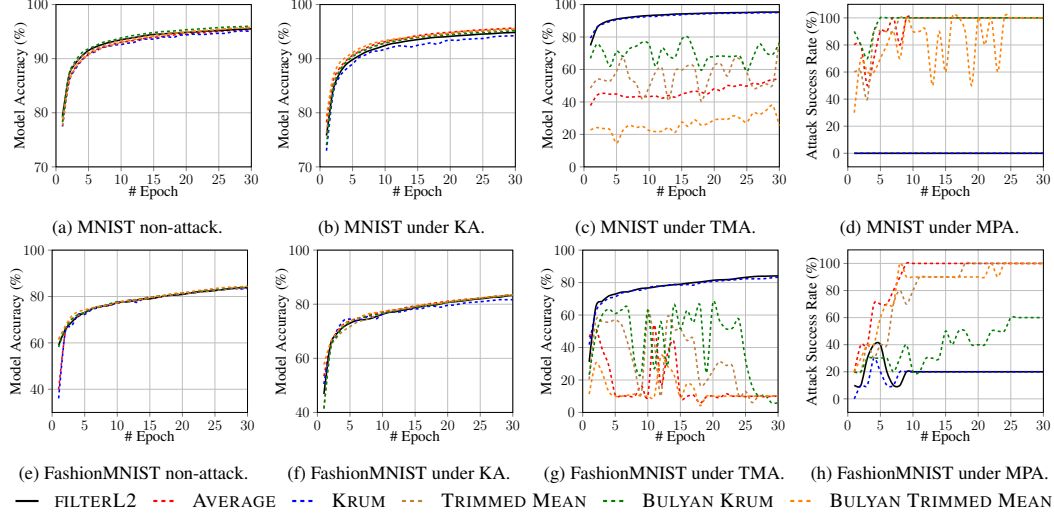 100
90
80
70
Model Accuracy (%)
0 5 10 15 20 25 30
# Epoch
(a) MNIST non-attack.
100
90
80
70
Model Accuracy (%)
0 5 10 15 20 25 30
# Epoch
(b) MNIST under KA.
100
80
60
40
20
0
Model Accuracy (%)
0 5 10 15 20 25 30
# Epoch
(c) MNIST under TMA.
100
80
60
40
20
0
Attack Success Rate (%)
0 5 10 15 20 25 30
# Epoch
(d) MNIST under MPA.
100
80
60
40
Model Accuracy (%)
0 5 10 15 20 25 30
# Epoch
(e) FashionMNIST non-attack.
100
80
60
40
Model Accuracy (%)
0 5 10 15 20 25 30
# Epoch
(f) FashionMNIST under KA.
100
80
60
40
20
0
Model Accuracy (%)
0 5 10 15 20 25 30
# Epoch
(g) FashionMNIST under TMA.
100
80
60
40
20
0
Attack Success Rate (%)
0 5 10 15 20 25 30
# Epoch
(h) FashionMNIST under MPA.
FILTERL2 AVERAGE KRUM TRIMMED MEAN BULYAN KRUM BULYAN TRIMMED MEAN